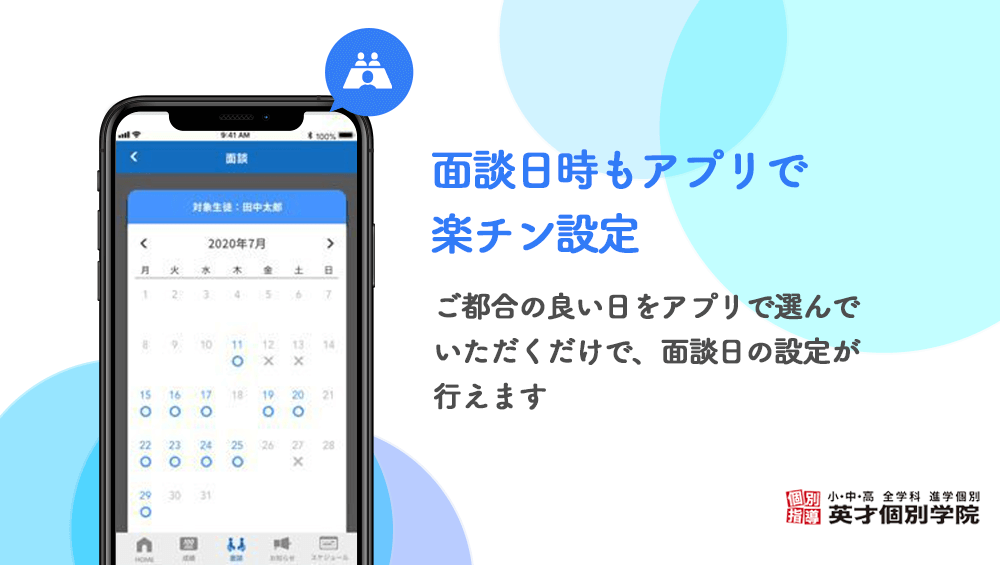 9:41 AM
100%
面談
対象生徒：田中太郎
2020年7月
月 火 水 木 金 土 日
1 2 3 4 5 6 7
8 9 10 11 12 13 14
15 16 17 18 19 20 21
22 23 24 25 26 27 28
29 30 31
HOME 成績 面談 お知らせ スケジュール
面談日時もアプリで
楽チン設定
ご都合の良い日をアプリで選んで
いただくだけで、面談日の設定が
行えます
個別
指導
小・中・高 全学科 進学個別
英才個別学院